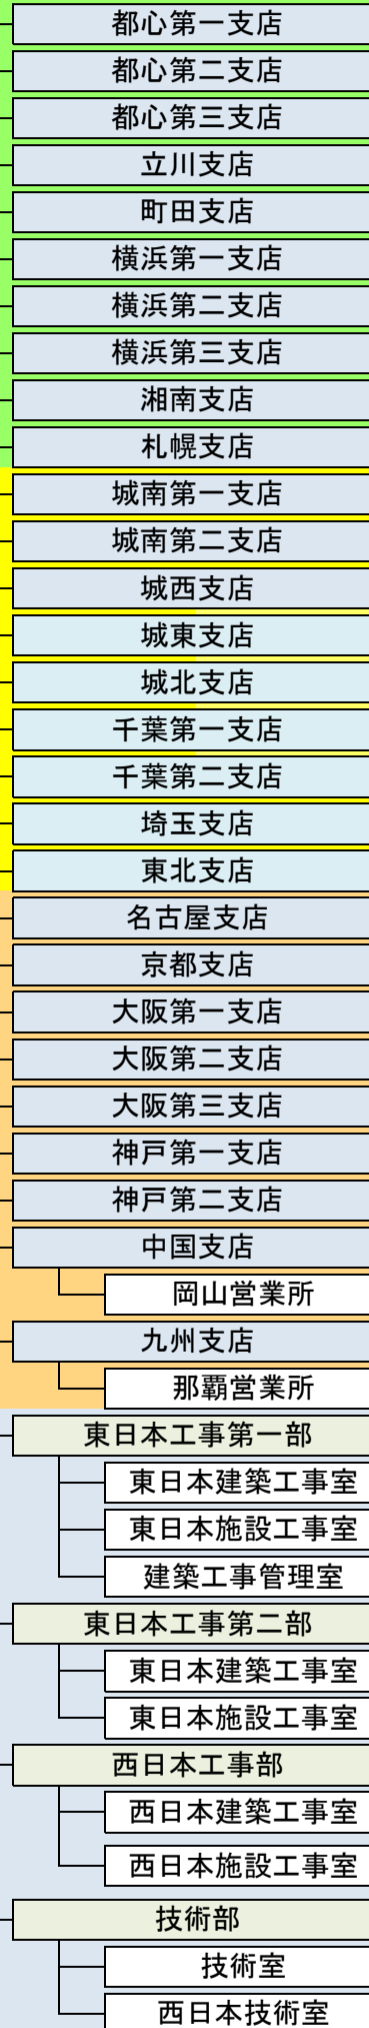 都心第一支店
都心第二支店
都心第三支店
立川支店
町田支店
横浜第一支店
横浜第二支店
横浜第三支店
湘南支店
札幌支店
城南第一支店
城南第二支店
城西支店
城東支店
城北支店
千葉第一支店
千葉第二支店
埼玉支店
東北支店
名古屋支店
京都支店
大阪第一支店
大阪第二支店
大阪第三支店
神戸第一支店
神戸第二支店
中国支店
岡山営業所
九州支店
那覇営業所
東日本工事第一部
東日本建築工事室
東日本施設工事室
建築工事管理室
東日本工事第二部
東日本建築工事室
東日本施設工事室
西日本工事部
西日本建築工事室
西日本施設工事室
技術部
技術室
西日本技術室